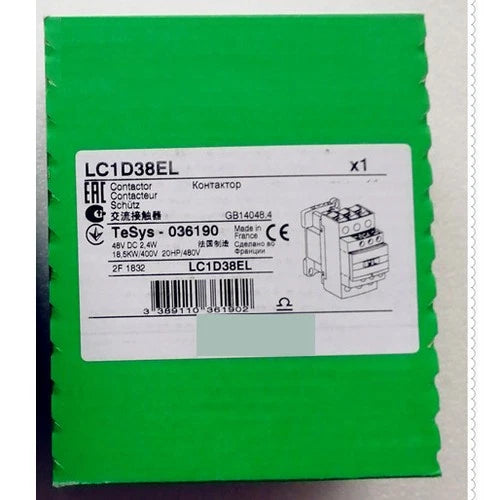 LC1D38EL x1
EAC Contactor Контактор
Contacteur
Schütz
交流接触器 GB14048.4
TeSys - 036190 Made in France
48V DC 2,4W 法国制造 Сделано во Франции
18,5KW/400V 20HP/480V
2F 1832 LC1D38EL
3 389110 361902